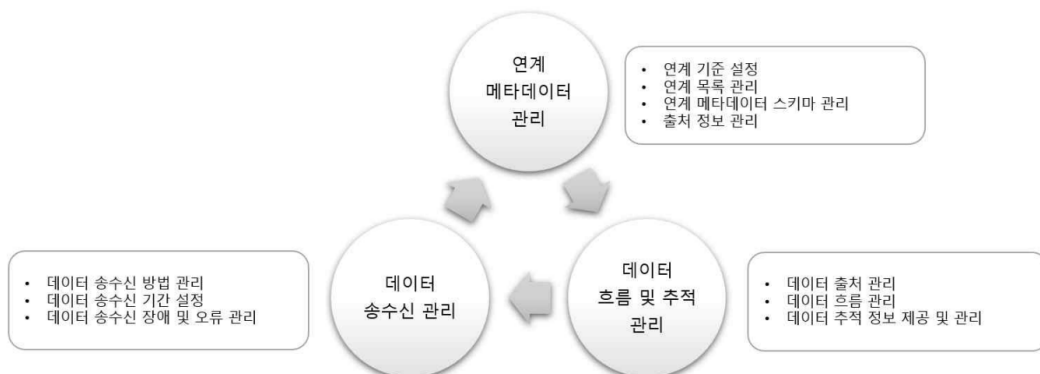 연계
메타데이터
관리
• 연계 기준 설정
• 연계 목록 관리
• 연계 메타데이터 스키마 관리
• 출처 정보 관리
데이터
흐름 및 추적
관리
• 데이터 출처 관리
• 데이터 흐름 관리
• 데이터 추적 정보 제공 및 관리
데이터
송수신 관리
• 데이터 송수신 방법 관리
• 데이터 송수신 기간 설정
• 데이터 송수신 장애 및 오류 관리